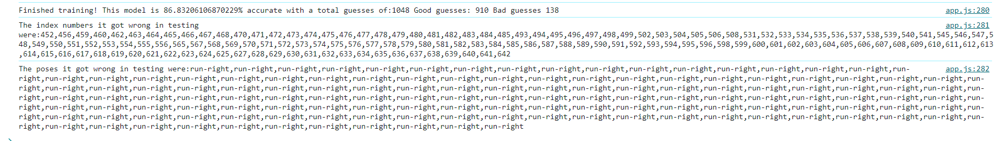 Finished training! This model is 86.83206106870229% accurate with a total guesses of:1048 Good guesses: 910 Bad guesses 138 app.js:280
The index numbers it got wrong in testing app.js:281
were:452,456,459,460,462,463,464,465,466,467,468,470,471,472,473,474,475,476,477,478,479,480,481,482,483,484,485,493,494,495,496,497,498,499,502,503,504,505,506,508,531,532,533,534,535,536,537,538,539,540,541,545,546,547,5
48,549,550,551,552,553,554,555,556,565,567,568,569,570,571,572,573,574,575,576,577,578,579,580,581,582,583,584,585,586,587,588,589,590,591,592,593,594,595,596,598,599,600,601,602,603,604,605,606,607,608,609,610,611,612,613
,614,615,616,617,618,619,620,621,622,623,624,625,627,628,629,630,631,632,633,634,635,636,637,638,639,640,641,642
The poses it got wrong in testing were:run-right,run-right,run-right,run-right,run-right,run-right,run-right,run-right,run-right,run-right,run-right,run-right,run-right,run-right,run-right,run-right,run- app.js:282
right,run-right,run-right,run-right,run-right,run-right,run-right,run-right,run-right,run-right,run-right,run-right,run-right,run-right,run-right,run-right,run-right,run-right,run-right,run-right,run-right,run-right,run-
right,run-right,run-right,run-right,run-right,run-right,run-right,run-right,run-right,run-right,run-right,run-right,run-right,run-right,run-right,run-right,run-right,run-right,run-right,run-right,run-right,run-right,run-
right,run-right,run-right,run-right,run-right,run-right,run-right,run-right,run-right,run-right,run-right,run-right,run-right,run-right,run-right,run-right,run-right,run-right,run-right,run-right,run-right,run-right,run-
right,run-right,run-right,run-right,run-right,run-right,run-right,run-right,run-right,run-right,run-right,run-right,run-right,run-right,run-right,run-right,run-right,run-right,run-right,run-right,run-right,run-right,run-
right,run-right,run-right,run-right,run-right,run-right,run-right,run-right,run-right,run-right,run-right,run-right,run-right,run-right,run-right,run-right,run-right,run-right,run-right,run-right,run-right,run-right,run-
right,run-right,run-right,run-right,run-right,run-right,run-right,run-right,run-right,run-right,run-right,run-right